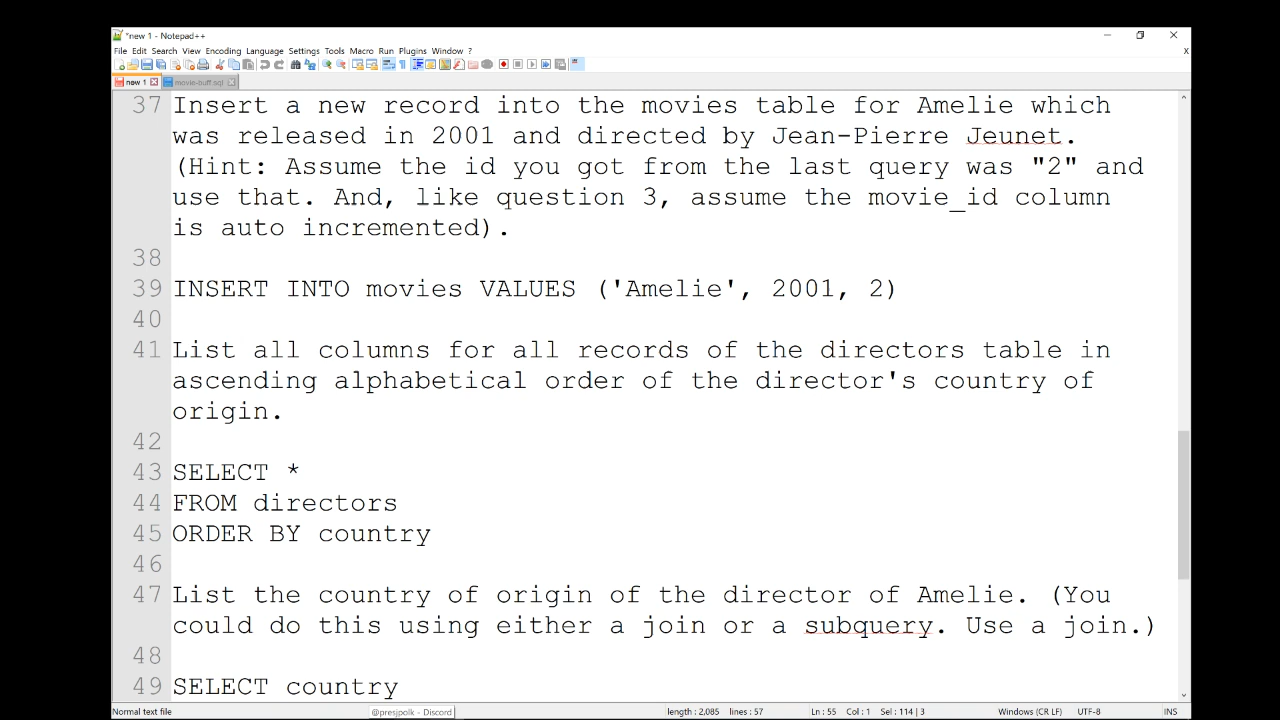 *new 1 - Notepad++
File Edit Search View Encoding Language Settings Tools Macro Run Plugins Window ?
X
new 1 movie-buff.sql
37 Insert a new record into the movies table for Amelie which
was released in 2001 and directed by Jean-Pierre Jeunet.
(Hint: Assume the id you got from the last query was "2" and
use that. And, like question 3, assume the movie_id column
is auto incremented).
38
39 INSERT INTO movies VALUES ('Amelie', 2001, 2)
40
41 List all columns for all records of the directors table in
ascending alphabetical order of the director's country of
origin.
42
43 SELECT *
44 FROM directors
45 ORDER BY country
46
47 List the country of origin of the director of Amelie. (You
could do this using either a join or a subquery. Use a join.)
48
49 SELECT country
Normal text file @presjpolk - Discord length : 2,085 lines : 57 Ln : 55 Col : 1 Sel : 114 | 3 Windows (CR LF) UTF-8 INS